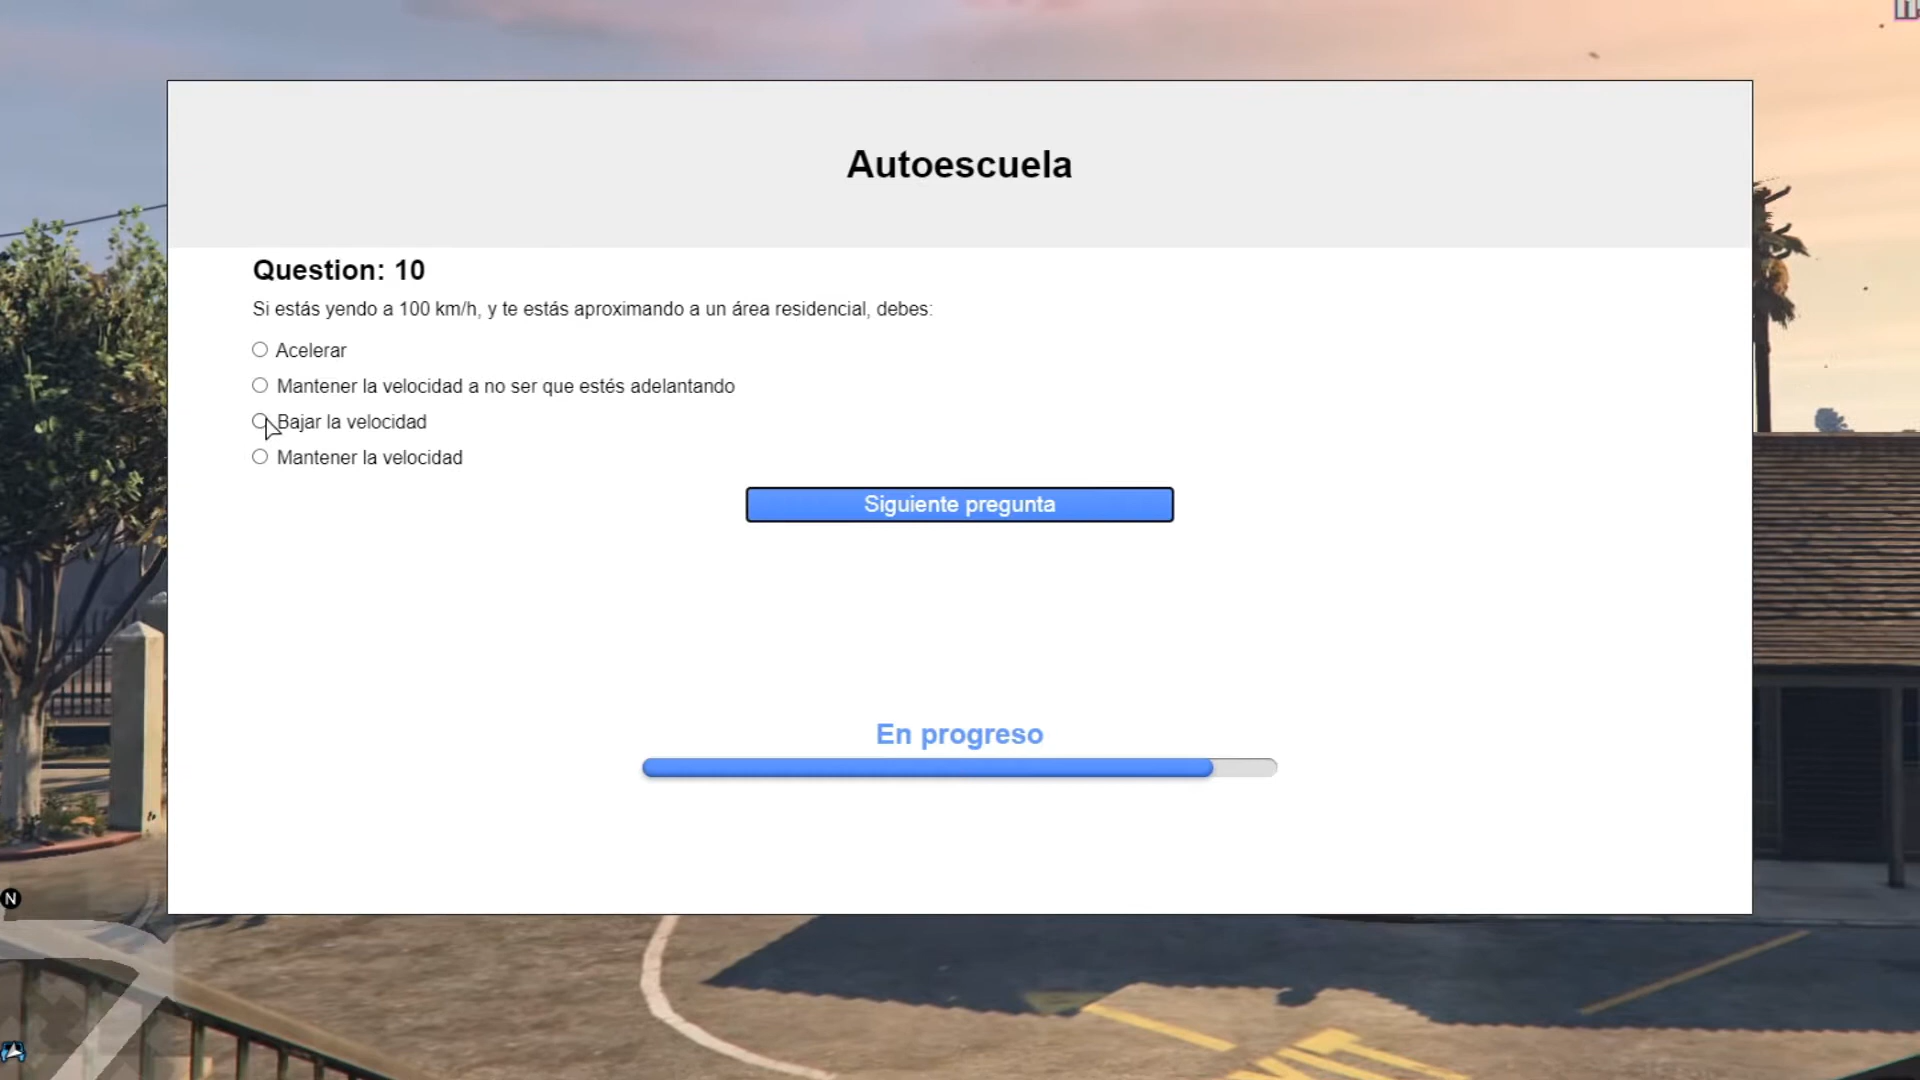 Autoescuela
Question: 10
Si estás yendo a 100 km/h, y te estás aproximando a un área residencial, debes:
Acelerar
Mantener la velocidad a no ser que estés adelantando
Bajar la velocidad
Mantener la velocidad
Siguiente pregunta
En progreso
N